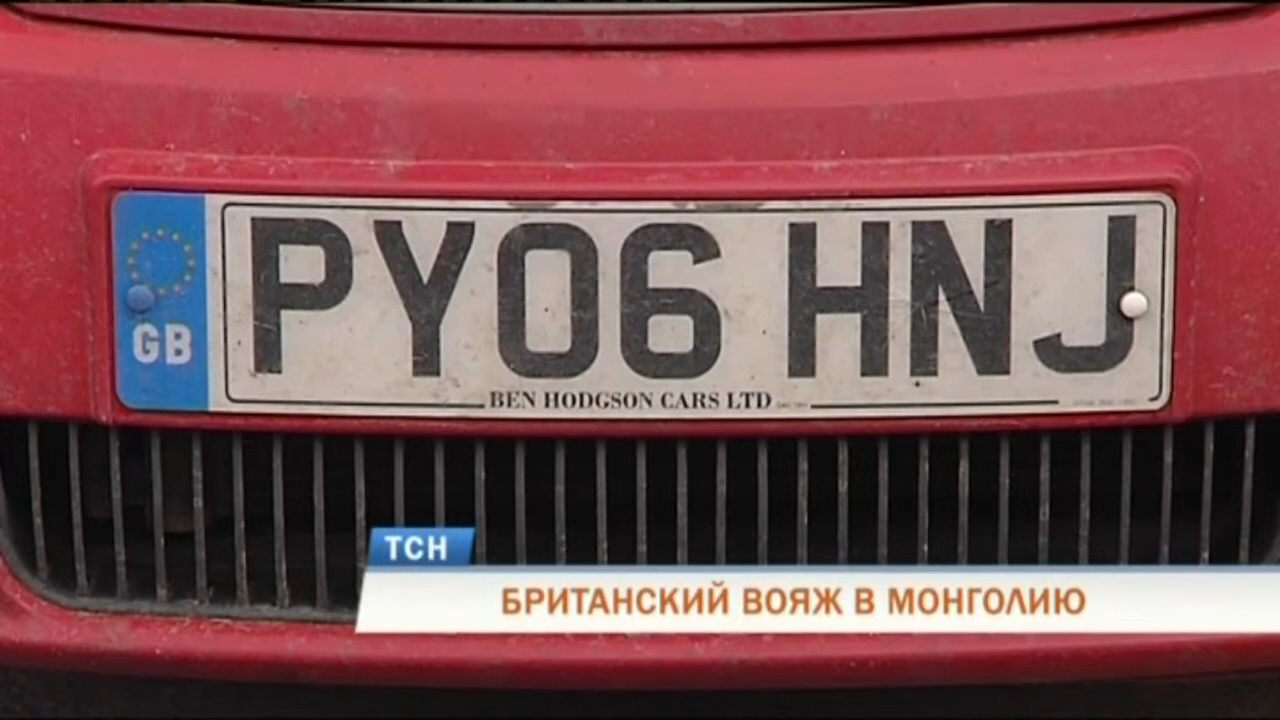 PY06 HNJ
GB
BEN HODGSON CARS LTD
ТСН
БРИТАНСКИЙ ВОЯЖ В МОНГОЛИЮ